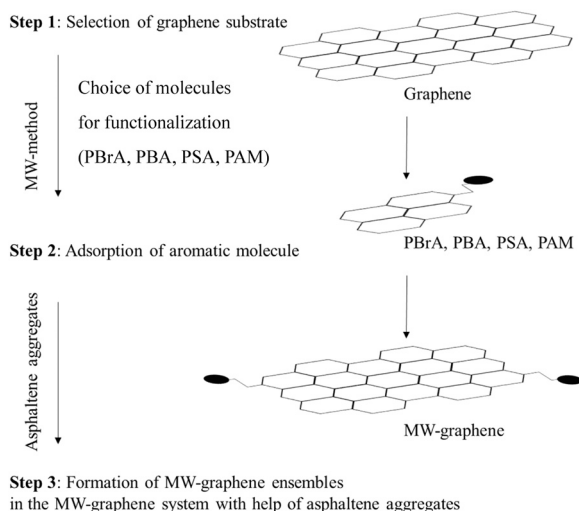 Step 1: Selection of graphene substrate
MW-method
Choice of molecules
for functionalization
(PBrA, PBA, PSA, PAM)
Graphene
PBrA, PBA, PSA, PAM
Step 2: Adsorption of aromatic molecule
Asphaltene aggregates
MW-graphene
Step 3: Formation of MW-graphene ensembles
in the MW-graphene system with help of asphaltene aggregates